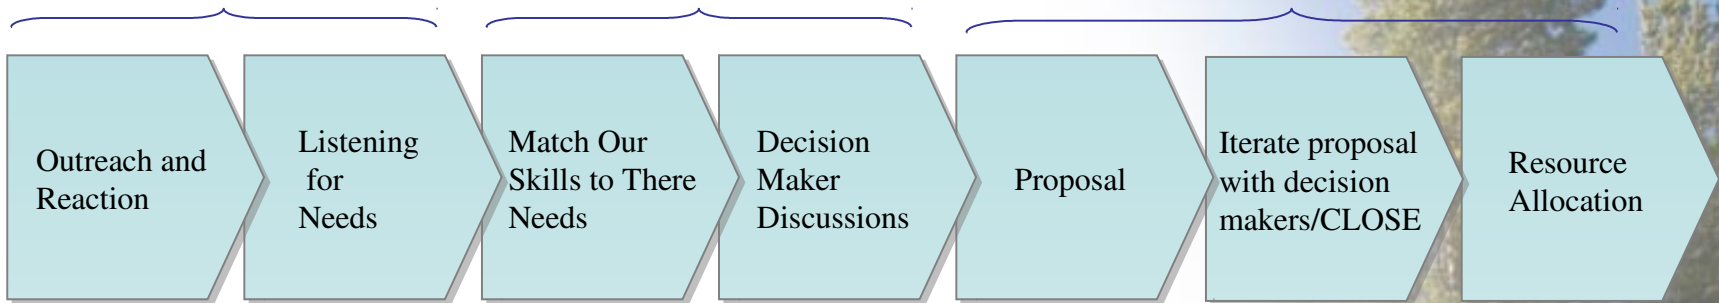 Outreach and
Reaction
Listening
for
Needs
Match Our
Skills to There
Needs
Decision
Maker
Discussions
Proposal
Iterate proposal
with decision
makers/CLOSE
Resource
Allocation